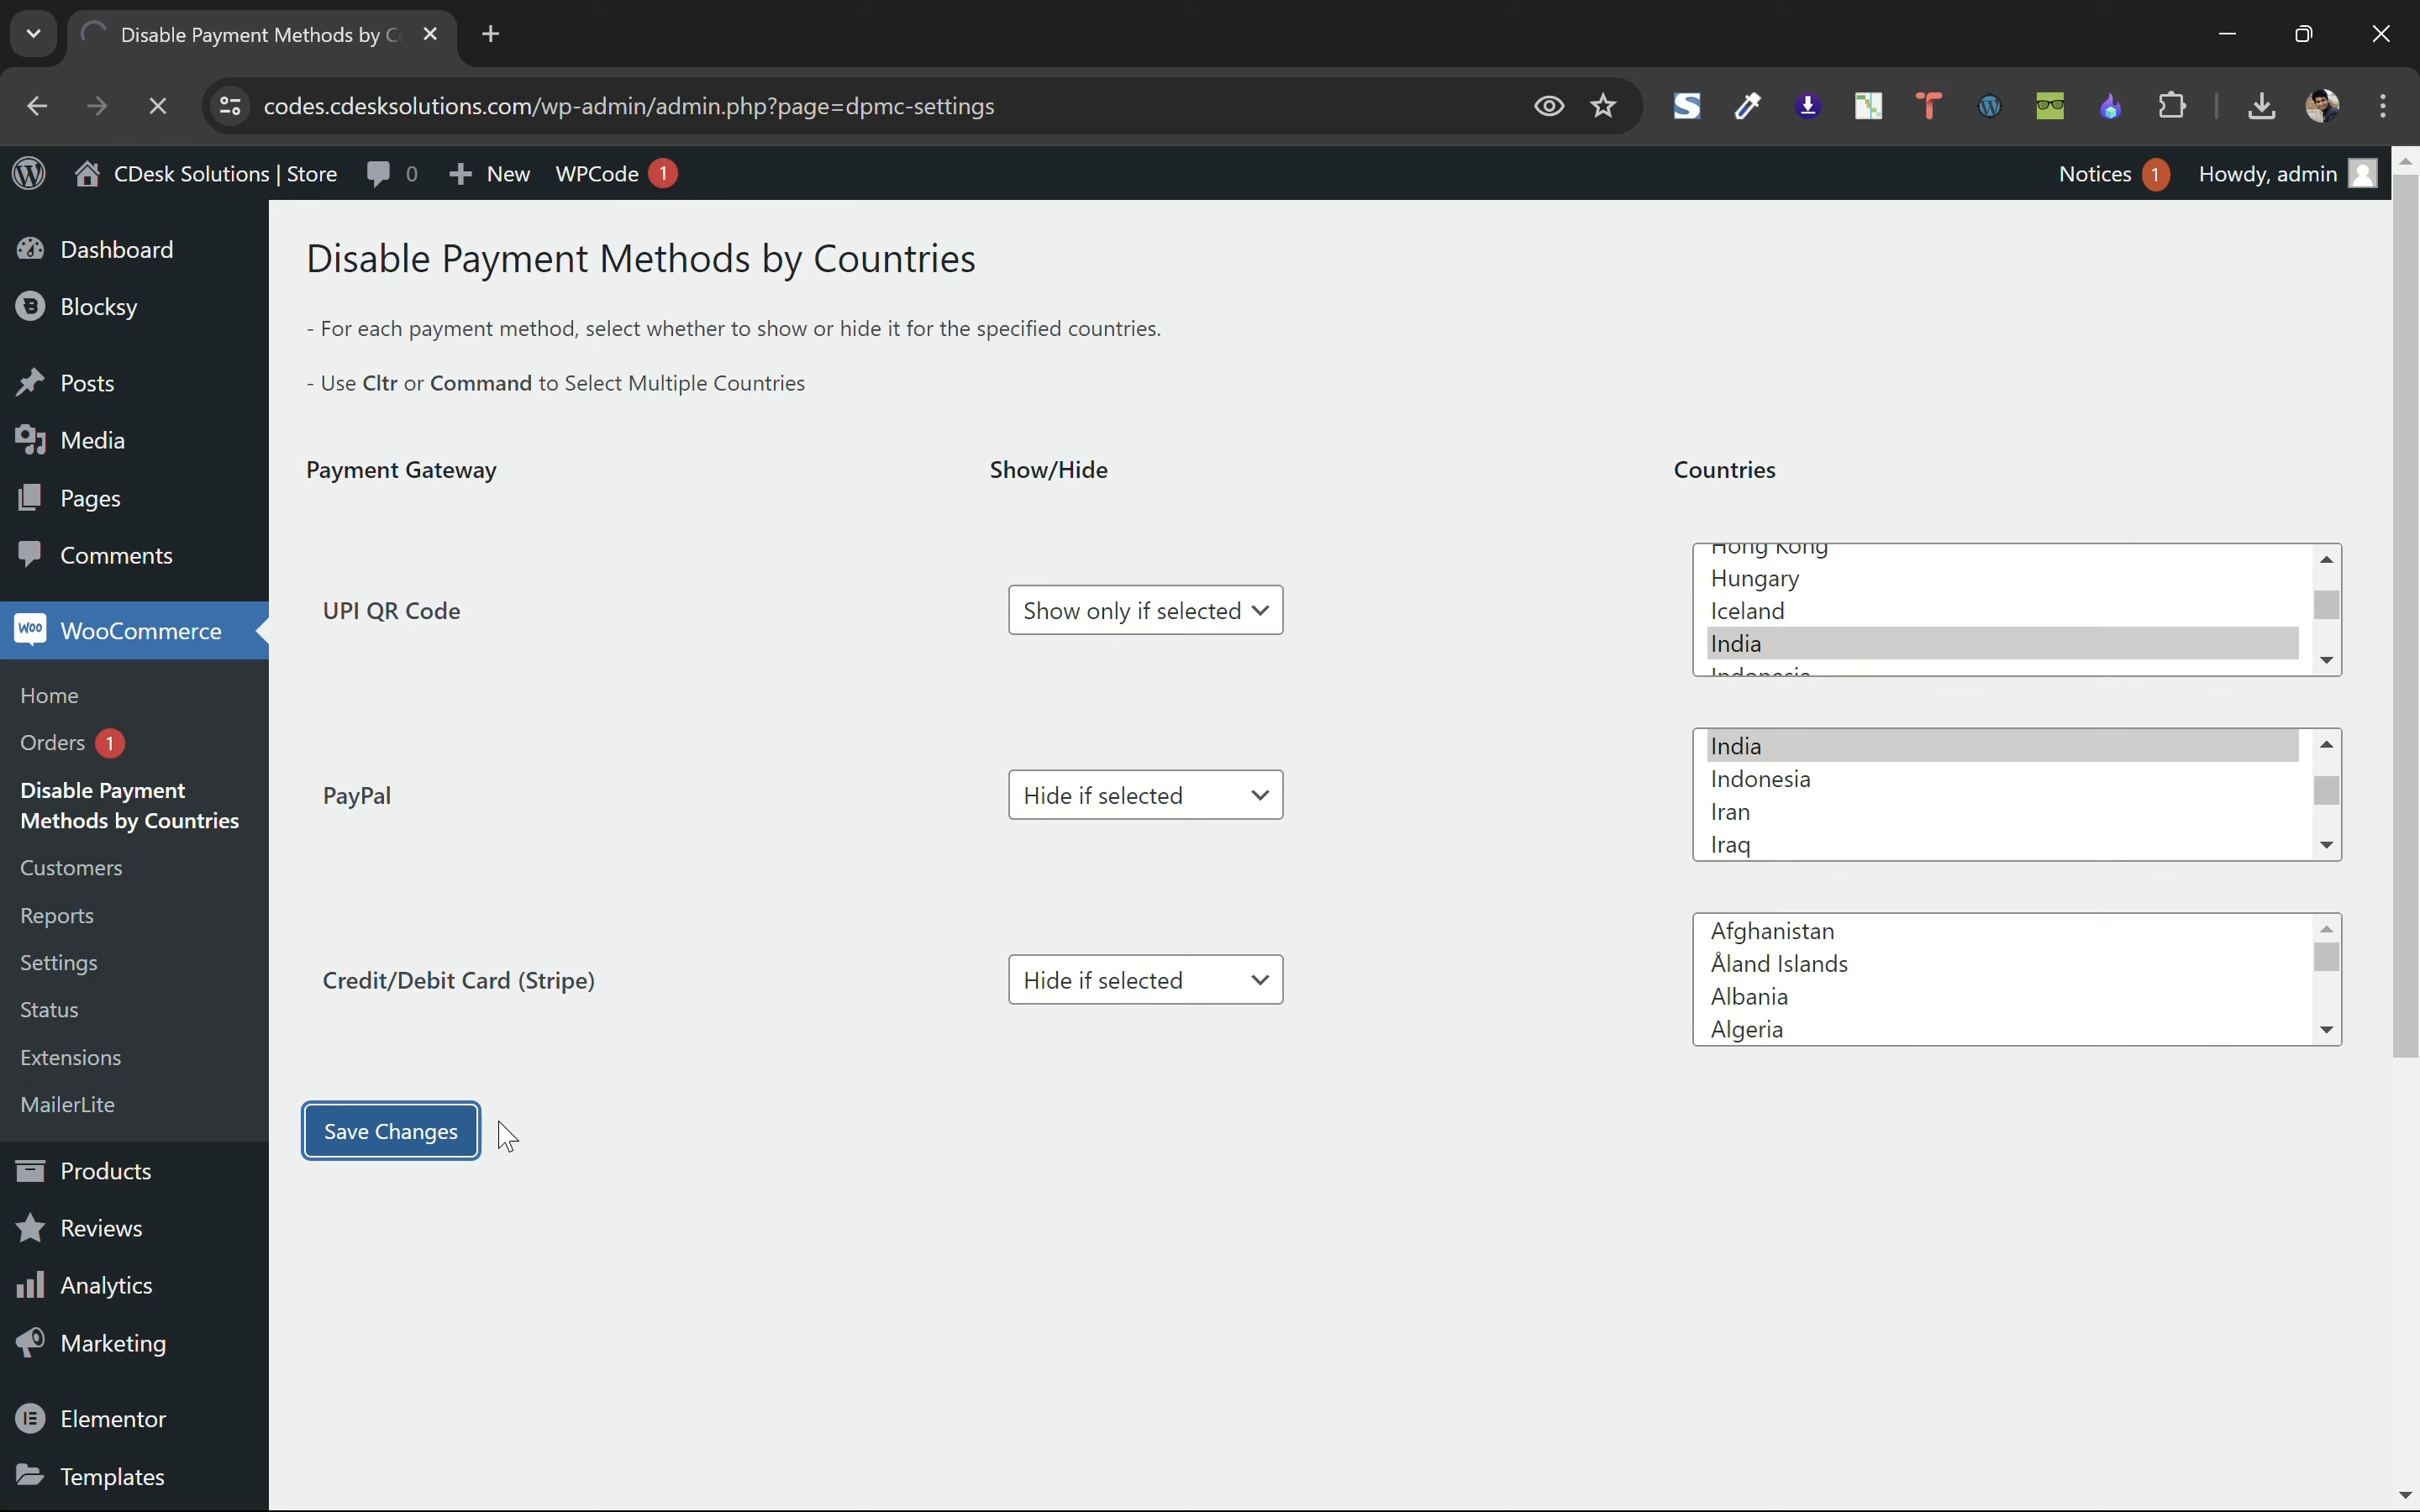 Disable Payment Methods by C
codes.cdesksolutions.com/wp-admin/admin.php?page=dpmc-settings
CDesk Solutions | Store
0
New
WPCode 1
Notices 1
Howdy, admin
Dashboard
Blocksy
Posts
Media
Pages
Comments
WooCommerce
Home
Orders 1
Disable Payment
Methods by Countries
Customers
Reports
Settings
Status
Extensions
MailerLite
Products
Reviews
Analytics
Marketing
Elementor
Templates
Disable Payment Methods by Countries
- For each payment method, select whether to show or hide it for the specified countries.
- Use Cltr or Command to Select Multiple Countries
Payment Gateway
Show/Hide
Countries
UPI QR Code
Show only if selected
Hong Kong
Hungary
Iceland
India
Indonesia
PayPal
Hide if selected
India
Indonesia
Iran
Iraq
Credit/Debit Card (Stripe)
Hide if selected
Afghanistan
Åland Islands
Albania
Algeria
Save Changes